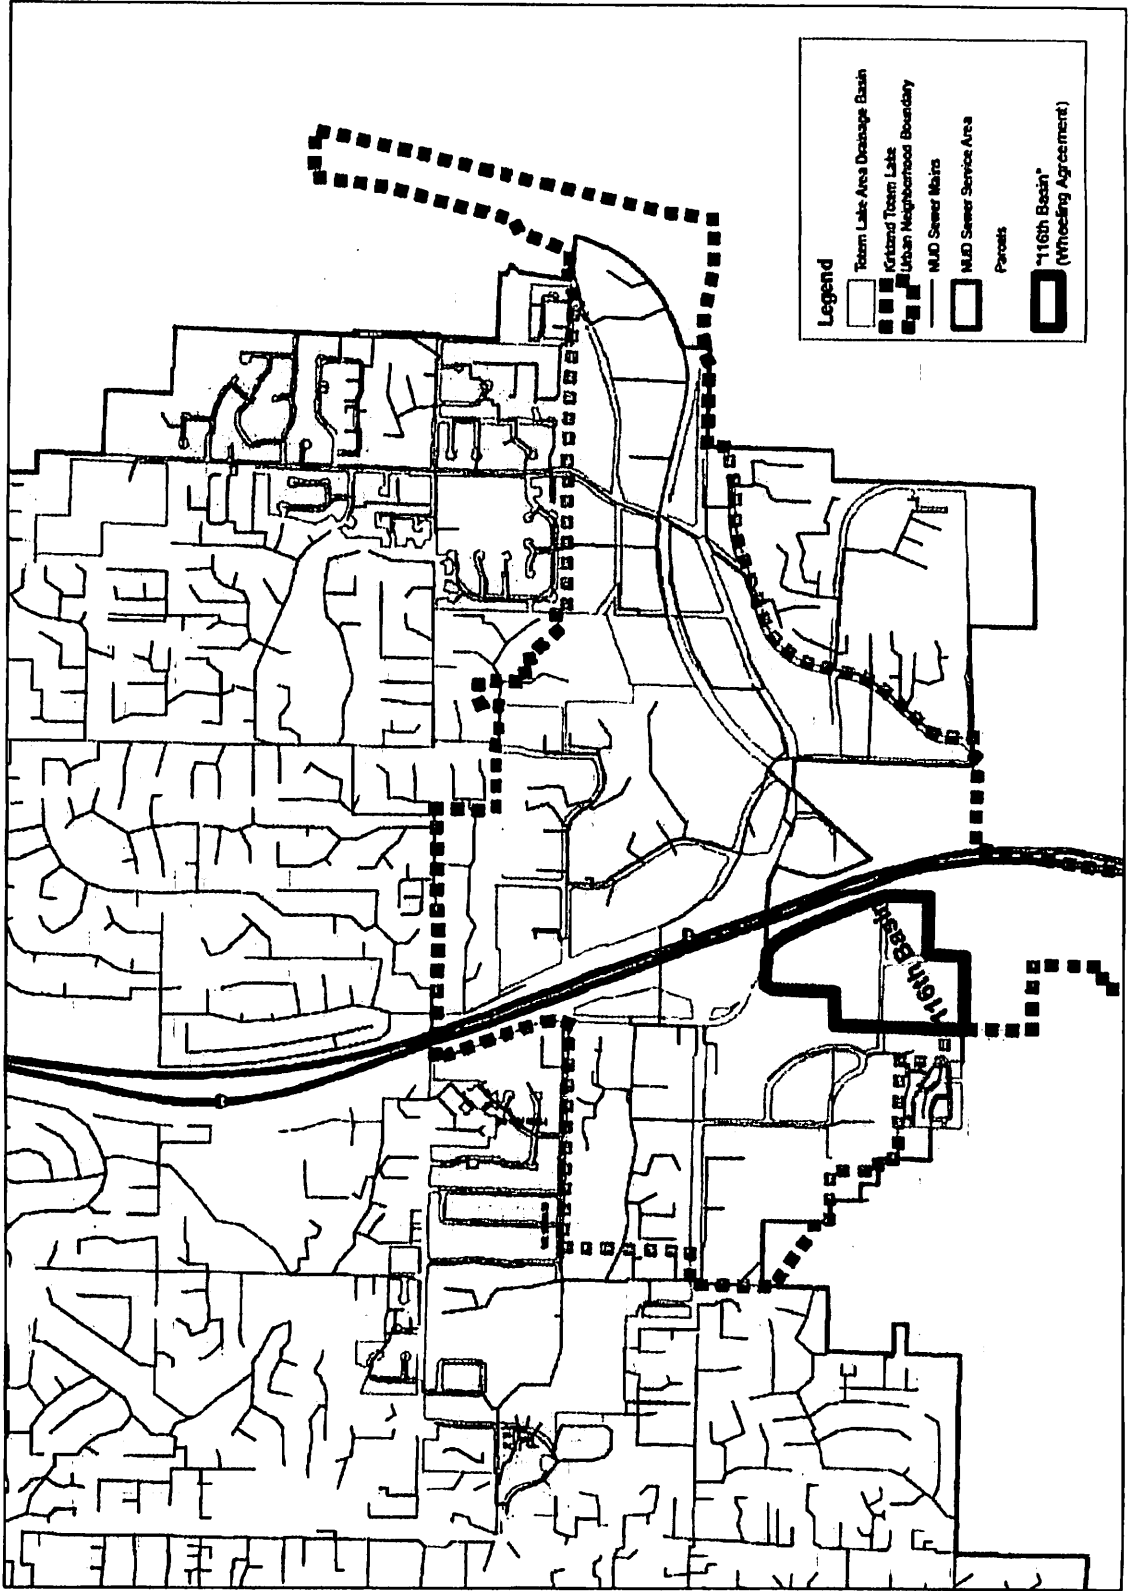 Legend
Totem Lake Area Drainage Basin
Kirkland Totem Lake
Urban Neighborhood Boundary
NUD Sewer Mains
NUD Sewer Service Area
Parcels
"116th Basin"
(Wheeling Agreement)
"116th Basin"